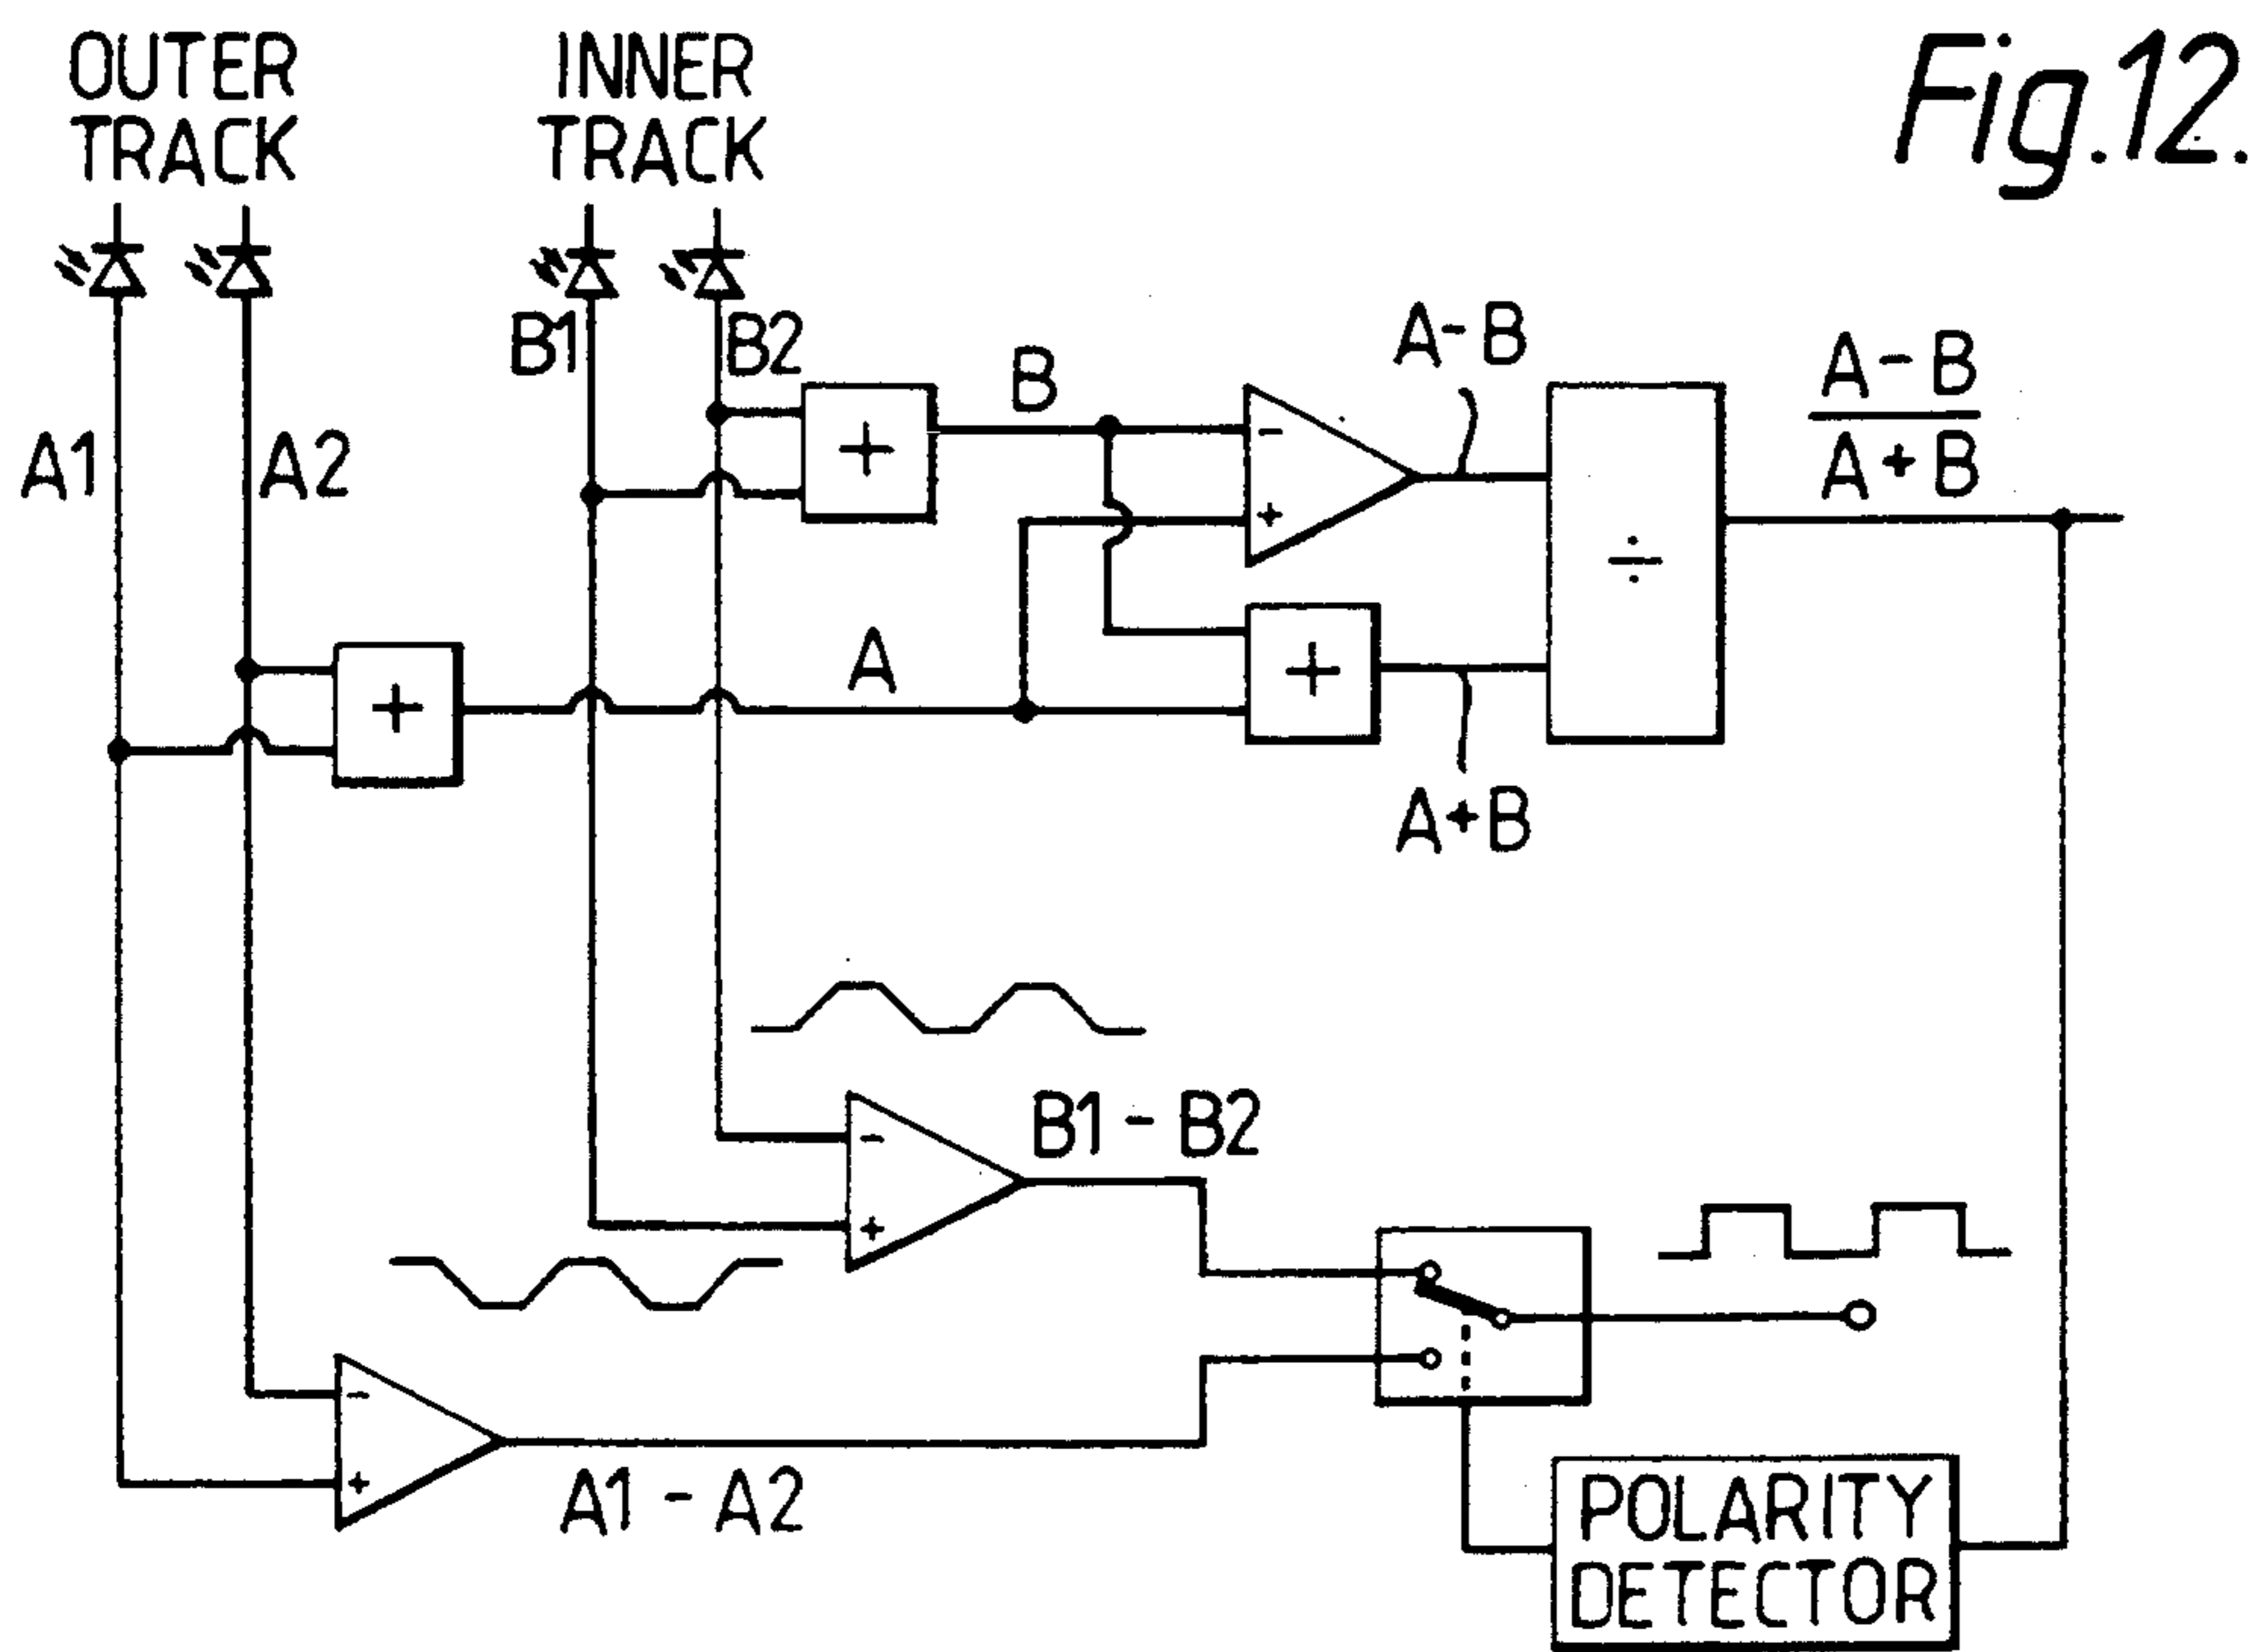 OUTER
TRACK
INNER
TRACK
Fig.12.
B1
B2
A-B
A-B
A+B
B
A1
A2
-
+
+
÷
+
A
+
A+B
-
B1-B2
+
-
+
A1-A2
POLARITY
DETECTOR